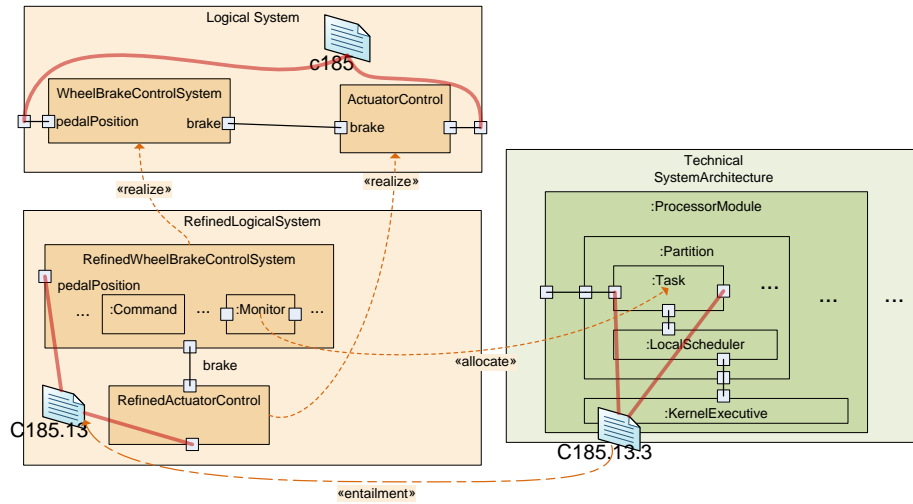 Logical System
c185
WheelBrakeControlSystem
pedalPosition
brake
ActuatorControl
brake
«realize»
«realize»
RefinedLogicalSystem
RefinedWheelBrakeControlSystem
pedalPosition
...
:Command
...
:Monitor
...
brake
RefinedActuatorControl
C185.13
«entailment»
«allocate»
Technical
SystemArchitecture
:ProcessorModule
:Partition
:Task
...
...
...
:LocalScheduler
:KernelExecutive
C185.13.3